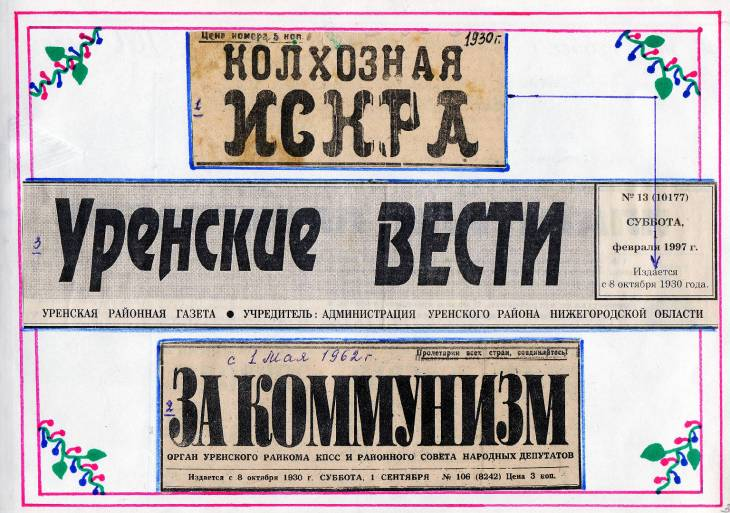 Цена номера 5 коп.
1930 г.
КОЛХОЗНАЯ
1
ИСКРА
3
Уренские ВЕСТИ
№ 13 (10177)
СУББОТА,
1
февраля 1997 г.
Издается
с 8 октября 1930 года.
УРЕНСКАЯ РАЙОННАЯ ГАЗЕТА ● УЧРЕДИТЕЛЬ: АДМИНИСТРАЦИЯ УРЕНСКОГО РАЙОНА НИЖЕГОРОДСКОЙ ОБЛАСТИ
с 1 мая 1962 г.
Пролетарии всех стран, соединяйтесь!
2
ЗА КОММУНИЗМ
ОРГАН УРЕНСКОГО РАЙКОМА КПСС И РАЙОННОГО СОВЕТА НАРОДНЫХ ДЕПУТАТОВ
Издается с 8 октября 1930 г. СУББОТА, 1 СЕНТЯБРЯ № 106 (8242) Цена 3 коп.